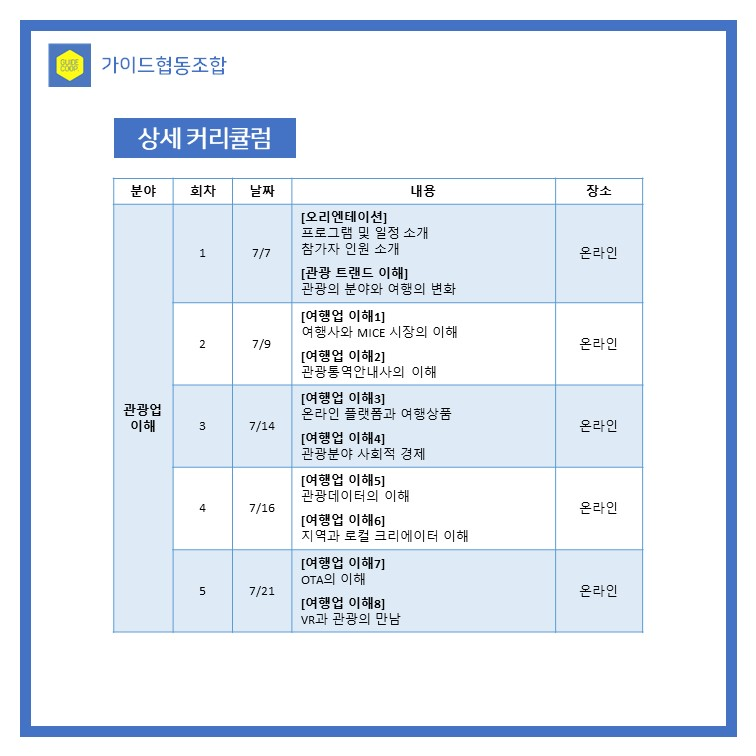 GUIDE
COOP.
가이드협동조합
상세 커리큘럼
분야 회차 날짜 내용 장소
관광업
이해
1 7/7
[오리엔테이션]
프로그램 및 일정 소개
참가자 인원 소개
[관광 트랜드 이해]
관광의 분야와 여행의 변화
온라인
2 7/9
[여행업 이해1]
여행사와 MICE 시장의 이해
[여행업 이해2]
관광통역안내사의 이해
온라인
3 7/14
[여행업 이해3]
온라인 플랫폼과 여행상품
[여행업 이해4]
관광분야 사회적 경제
온라인
4 7/16
[여행업 이해5]
관광데이터의 이해
[여행업 이해6]
지역과 로컬 크리에이터 이해
온라인
5 7/21
[여행업 이해7]
OTA의 이해
[여행업 이해8]
VR과 관광의 만남
온라인